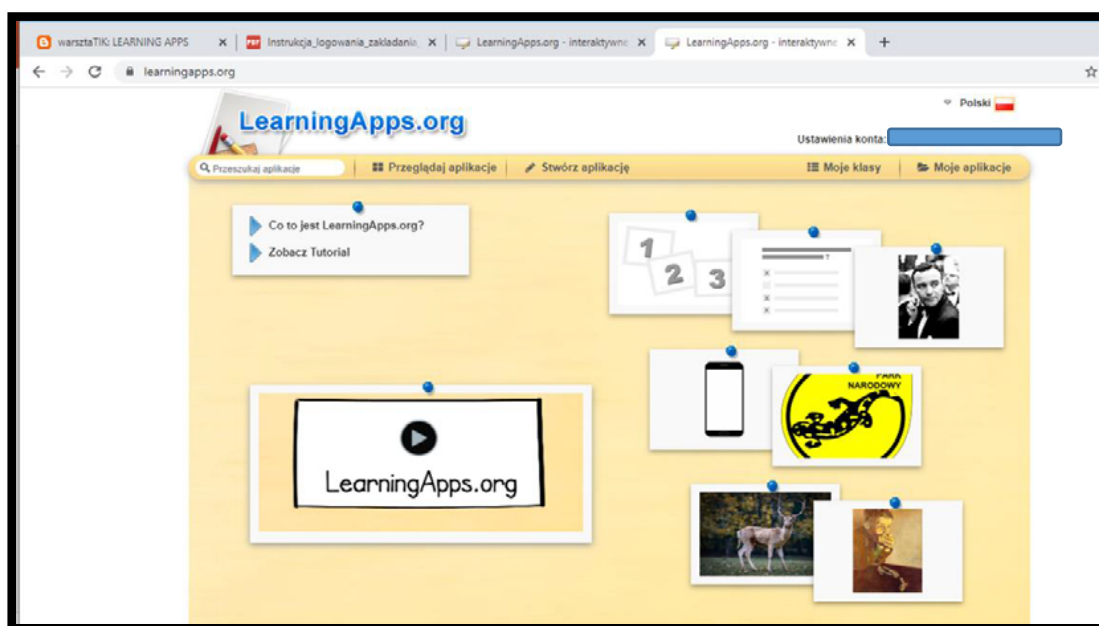 warsztaTIK: LEARNING APPS
Instrukcja_logowania_zakladania_
LearningApps.org - interaktywne
LearningApps.org - interaktywne
learningapps.org
LearningApps.org
Polski
Ustawienia konta:
Przeszukaj aplikacje
Przeglądaj aplikacje
Stwórz aplikację
Moje klasy
Moje aplikacje
Co to jest LearningApps.org?
Zobacz Tutorial
1
2
3
?
PARK
NARODOWY
LearningApps.org